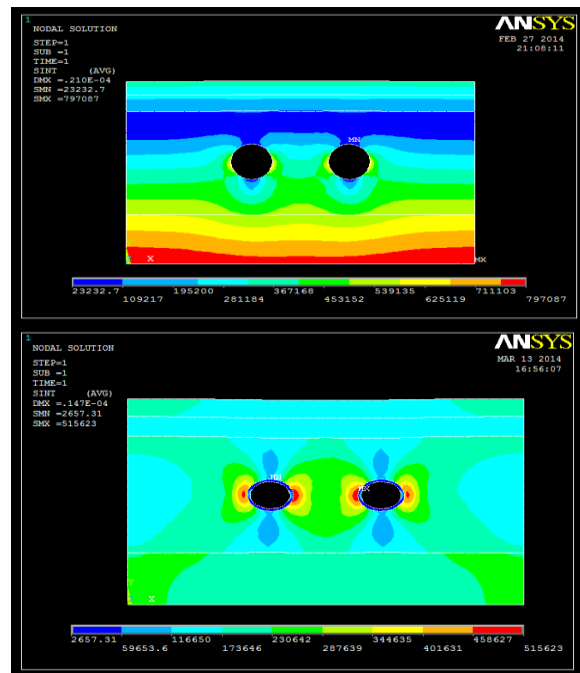 1
NODAL SOLUTION
ANSYS
FEB 27 2014
21:08:11
STEP=1
SUB =1
TIME=1
SINT (AVG)
DMX =.210E-04
SMN =23232.7
SMX =797087
MN
X
MX
23232.7 195200 367168 539135 711103
109217 281184 453152 625119 797087
1
NODAL SOLUTION
ANSYS
MAR 13 2014
16:56:07
STEP=1
SUB =1
TIME=1
SINT (AVG)
DMX =.147E-04
SMN =2657.31
SMX =515623
MN
MX
Y
X
2657.31 116650 230642 344635 458627
59653.6 173646 287639 401631 515623